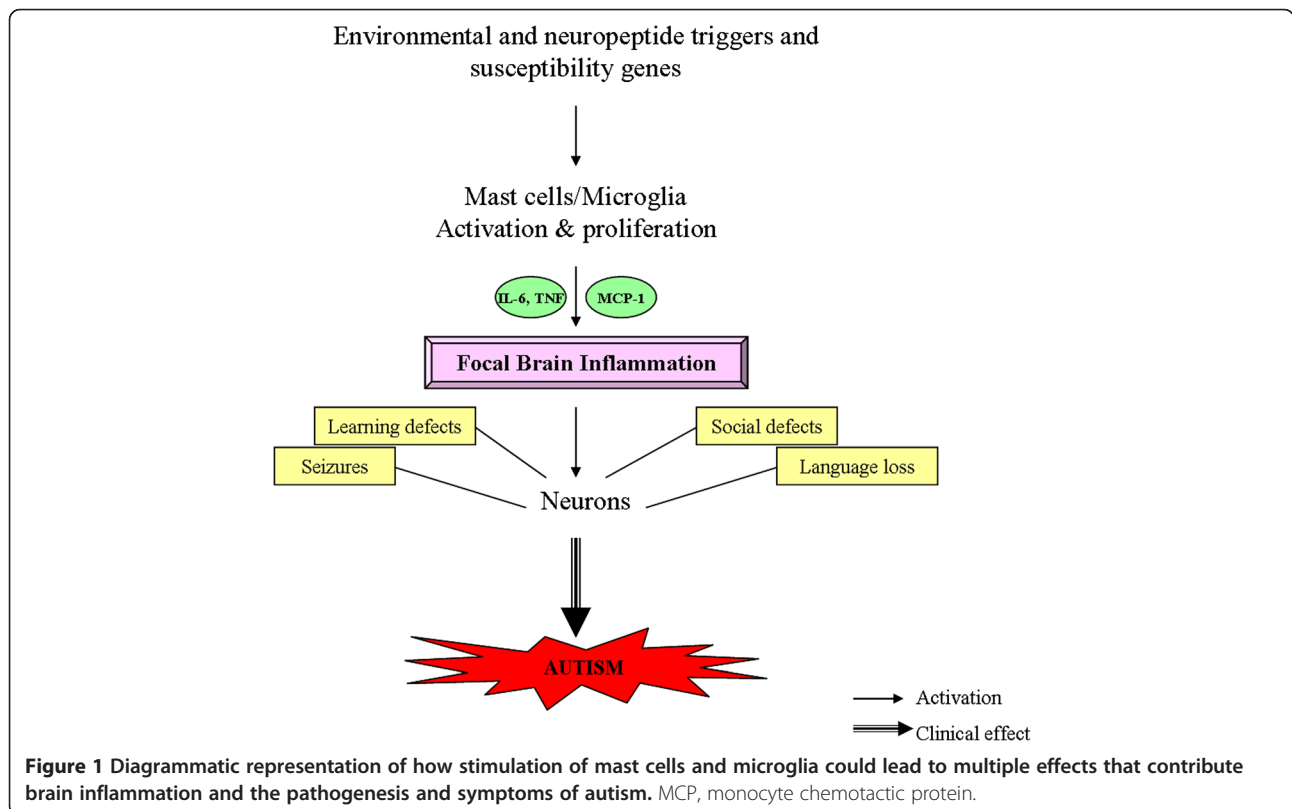 Environmental and neuropeptide triggers and
susceptibility genes
Mast cells/Microglia
Activation & proliferation
IL-6, TNF
MCP-1
Focal Brain Inflammation
Learning defects
Social defects
Seizures
Language loss
Neurons
AUTISM
Activation
Clinical effect
Figure 1 Diagrammatic representation of how stimulation of mast cells and microglia could lead to multiple effects that contribute
brain inflammation and the pathogenesis and symptoms of autism. MCP, monocyte chemotactic protein.